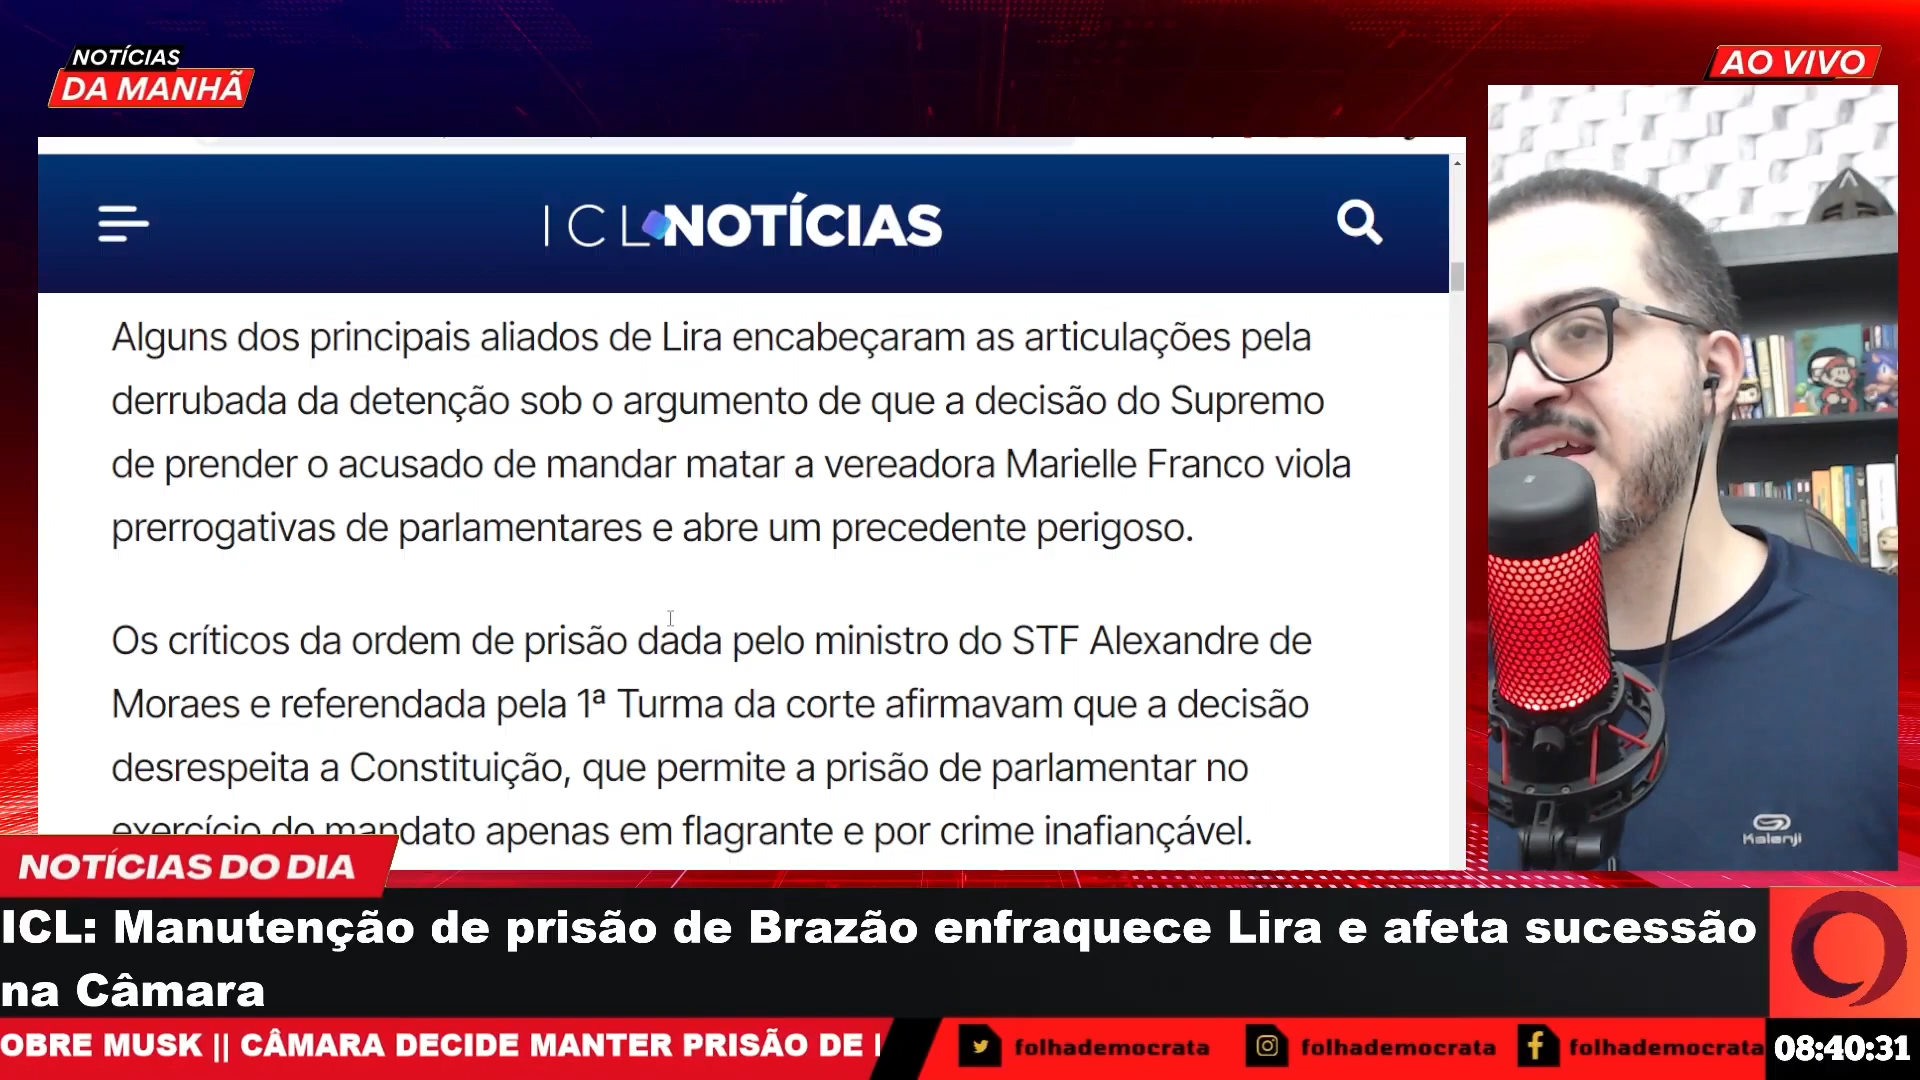 NOTÍCIAS
DA MANHÃ
AO VIVO
ICL NOTÍCIAS
Alguns dos principais aliados de Lira encabeçaram as articulações pela
derrubada da detenção sob o argumento de que a decisão do Supremo
de prender o acusado de mandar matar a vereadora Marielle Franco viola
prerrogativas de parlamentares e abre um precedente perigoso.
Os críticos da ordem de prisão dada pelo ministro do STF Alexandre de
Moraes e referendada pela 1ª Turma da corte afirmavam que a decisão
desrespeita a Constituição, que permite a prisão de parlamentar no
exercício do mandato apenas em flagrante e por crime inafiançável.
Kalenji
NOTÍCIAS DO DIA
ICL: Manutenção de prisão de Brazão enfraquece Lira e afeta sucessão
na Câmara
OBRE MUSK || CÂMARA DECIDE MANTER PRISÃO DE
folhademocrata
folhademocrata
folhademocrata
08:40:31